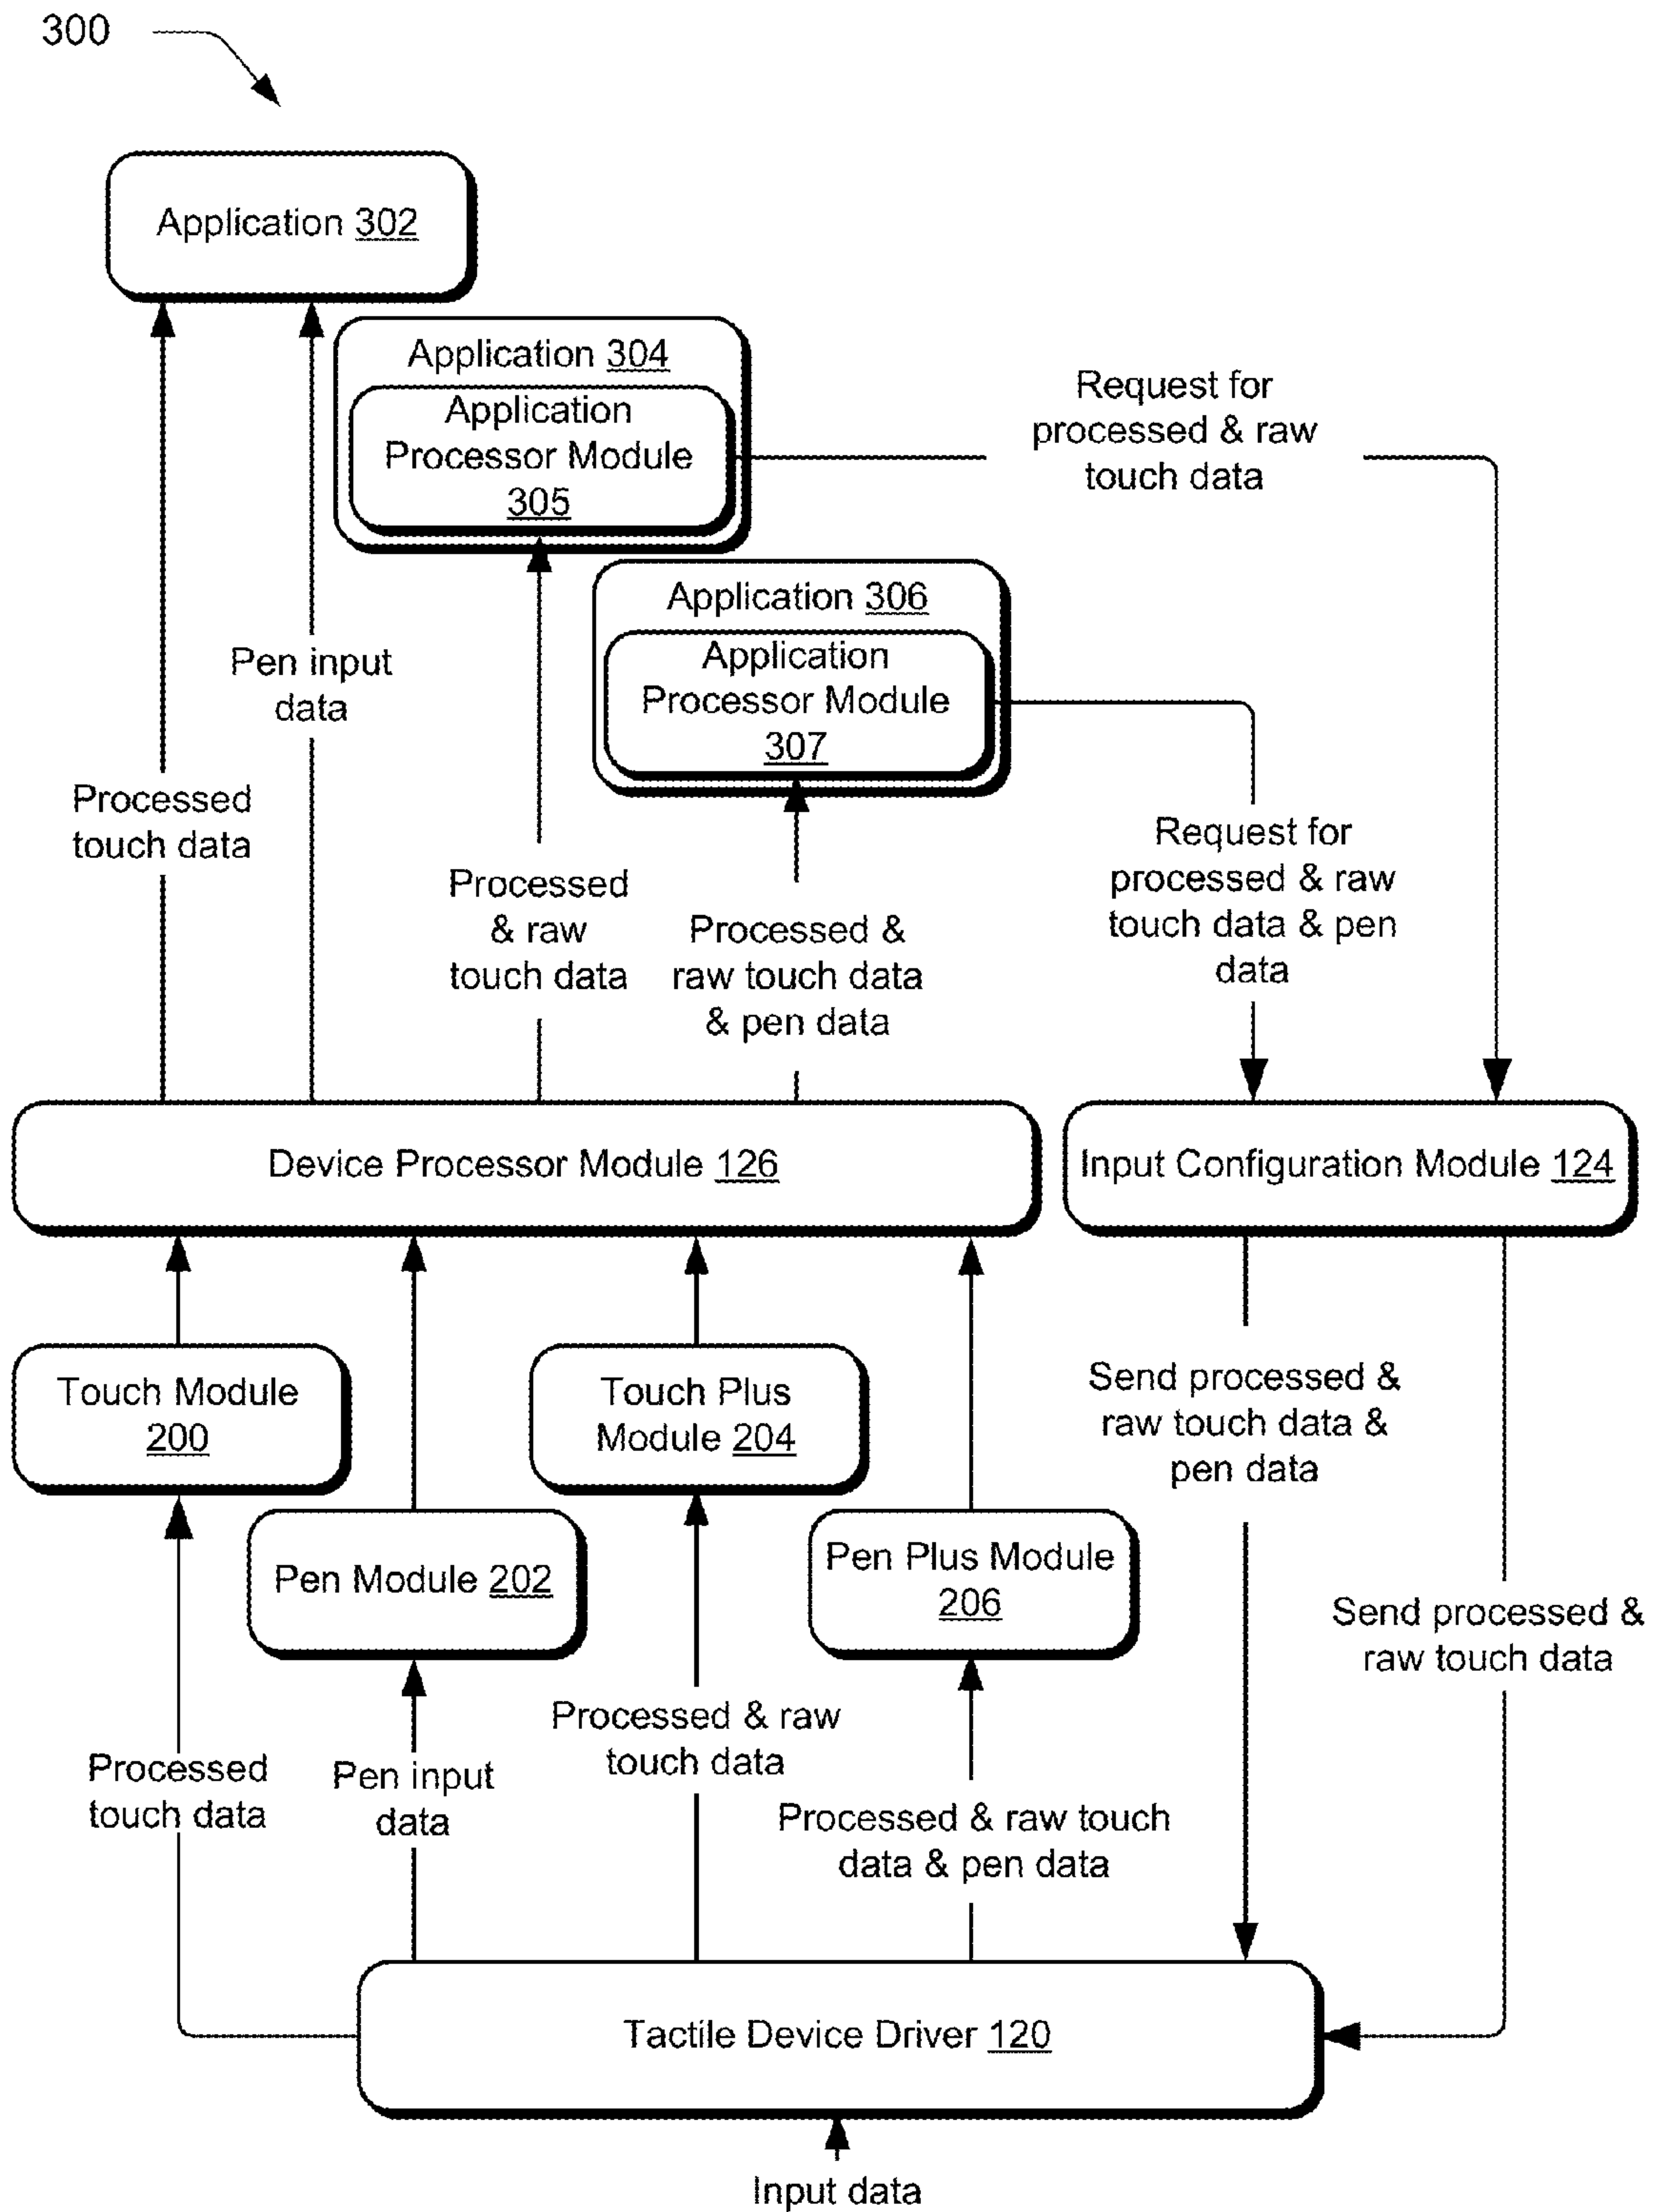 300
Application 302
Application 304
Application
Processor Module
305
Request for
processed & raw
touch data
Application 306
Application
Processor Module
307
Pen input
data
Processed
touch data
Processed
& raw
touch data
Processed &
raw touch data
& pen data
Request for
processed & raw
touch data & pen
data
Device Processor Module 126
Input Configuration Module 124
Touch Module
200
Touch Plus
Module 204
Send processed &
raw touch data &
pen data
Pen Module 202
Pen Plus Module
206
Send processed &
raw touch data
Processed & raw
touch data
Processed
touch data
Pen input
data
Processed & raw touch
data & pen data
Tactile Device Driver 120
Input data